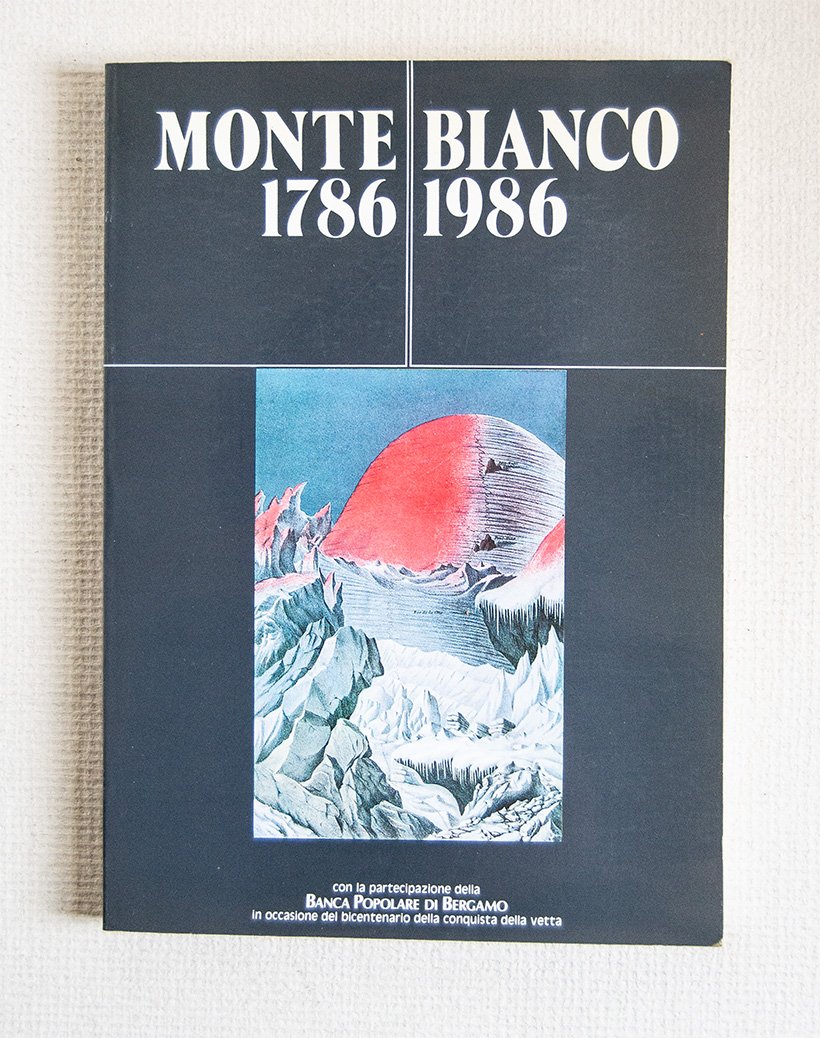 MONTE BIANCO
1786 1986
con la partecipazione della
BANCA POPOLARE DI BERGAMO
in occasione del bicentenario della conquista della vetta